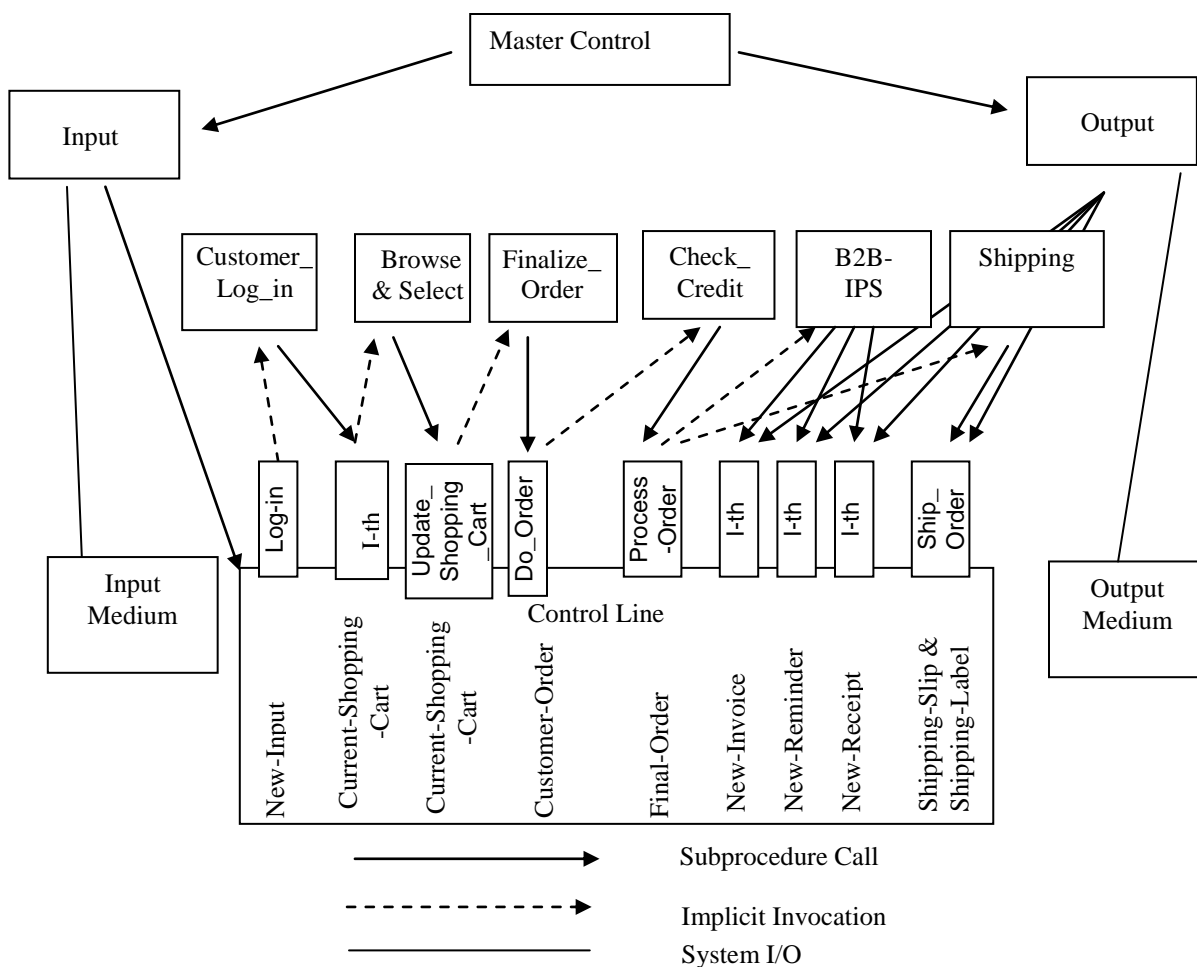 Master Control
Input
Output
Customer_
Log_in
Browse
& Select
Finalize_
Order
Check_
Credit
B2B-
IPS
Shipping
Log-in
I-th
Update_
Shopping
_Cart
Do_Order
Process
-Order
I-th
I-th
I-th
Ship_
Order
Input
Medium
Output
Medium
Control Line
New-Input
Current-Shopping
-Cart
Current-Shopping
-Cart
Customer-Order
Final-Order
New-Invoice
New-Reminder
New-Receipt
Shipping-Slip &
Shipping-Label
Subprocedure Call
Implicit Invocation
System I/O